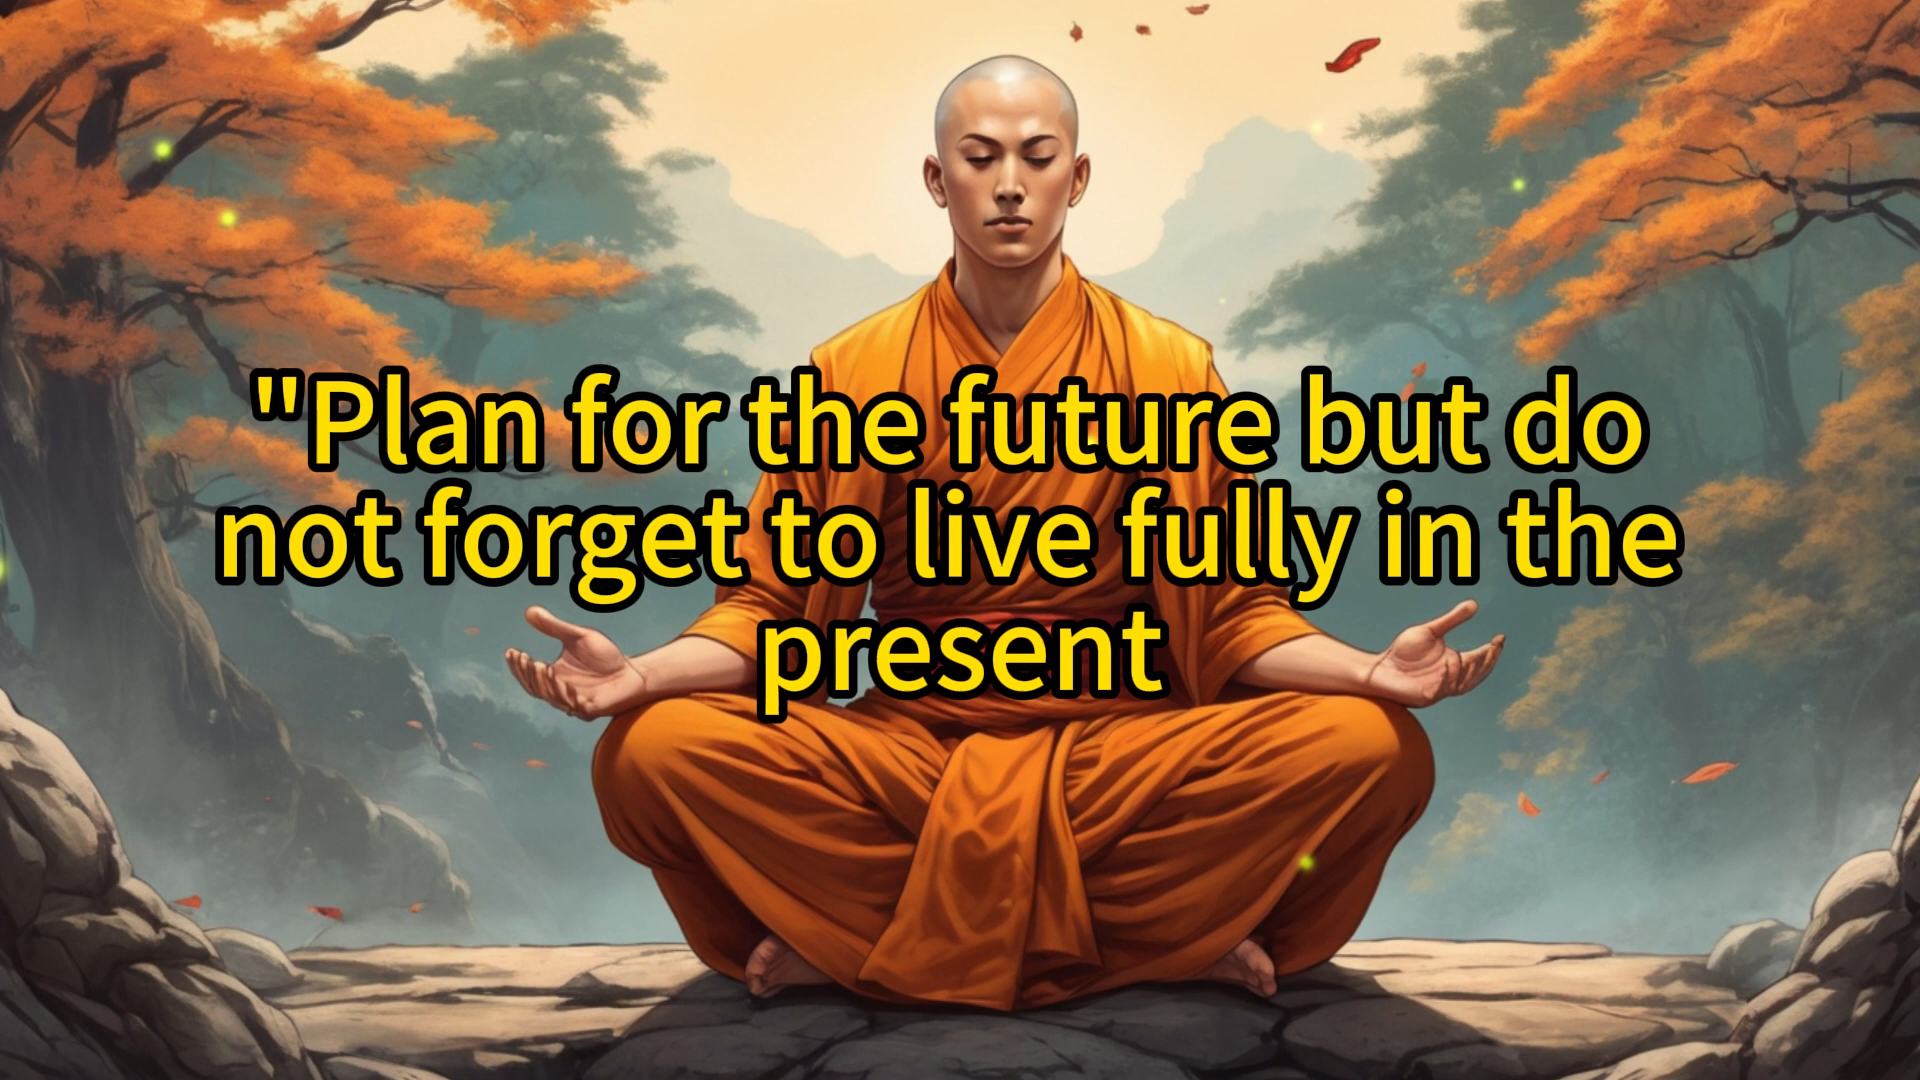 "Plan for the future but do
not forget to live fully in the
present